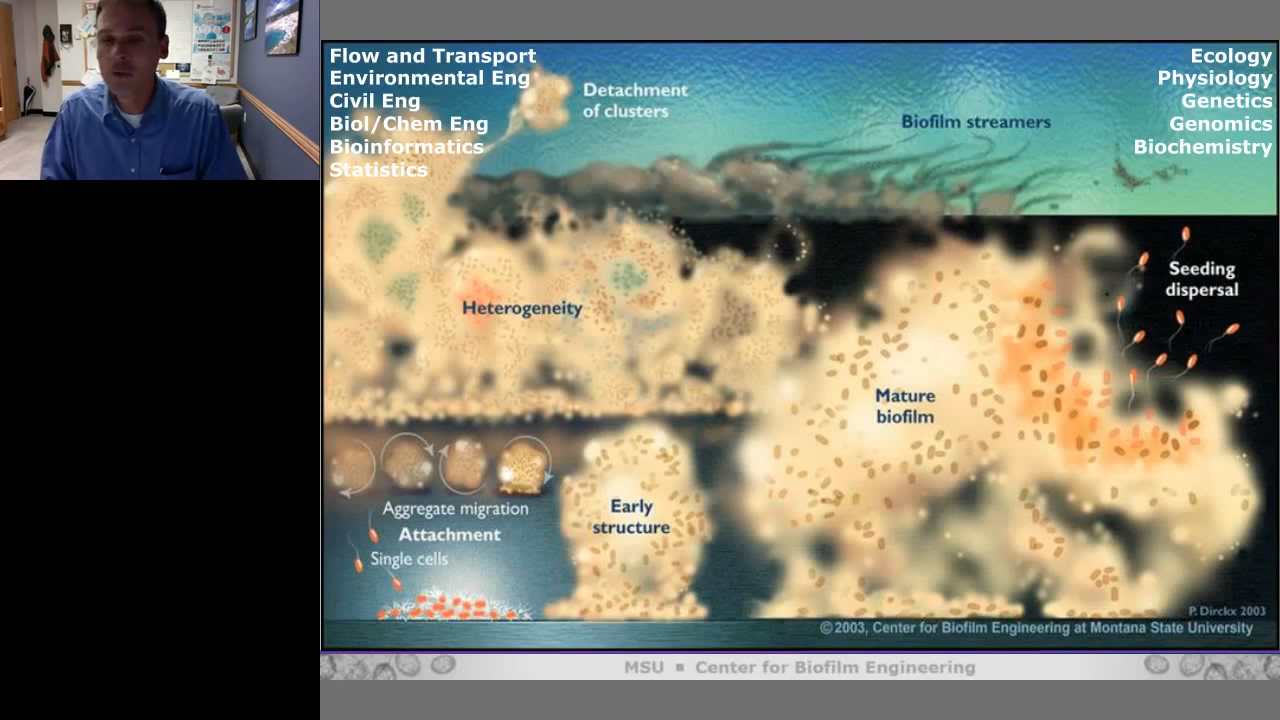 Flow and Transport
Environmental Eng
Civil Eng
Biol/Chem Eng
Bioinformatics
Statistics
Ecology
Physiology
Genetics
Genomics
Biochemistry
Detachment
of clusters
Biofilm streamers
Seeding
dispersal
Heterogeneity
Mature
biofilm
Aggregate migration
Attachment
Single cells
Early
structure
P. Dirckx 2003
©2003, Center for Biofilm Engineering at Montana State University
MSU ▪ Center for Biofilm Engineering